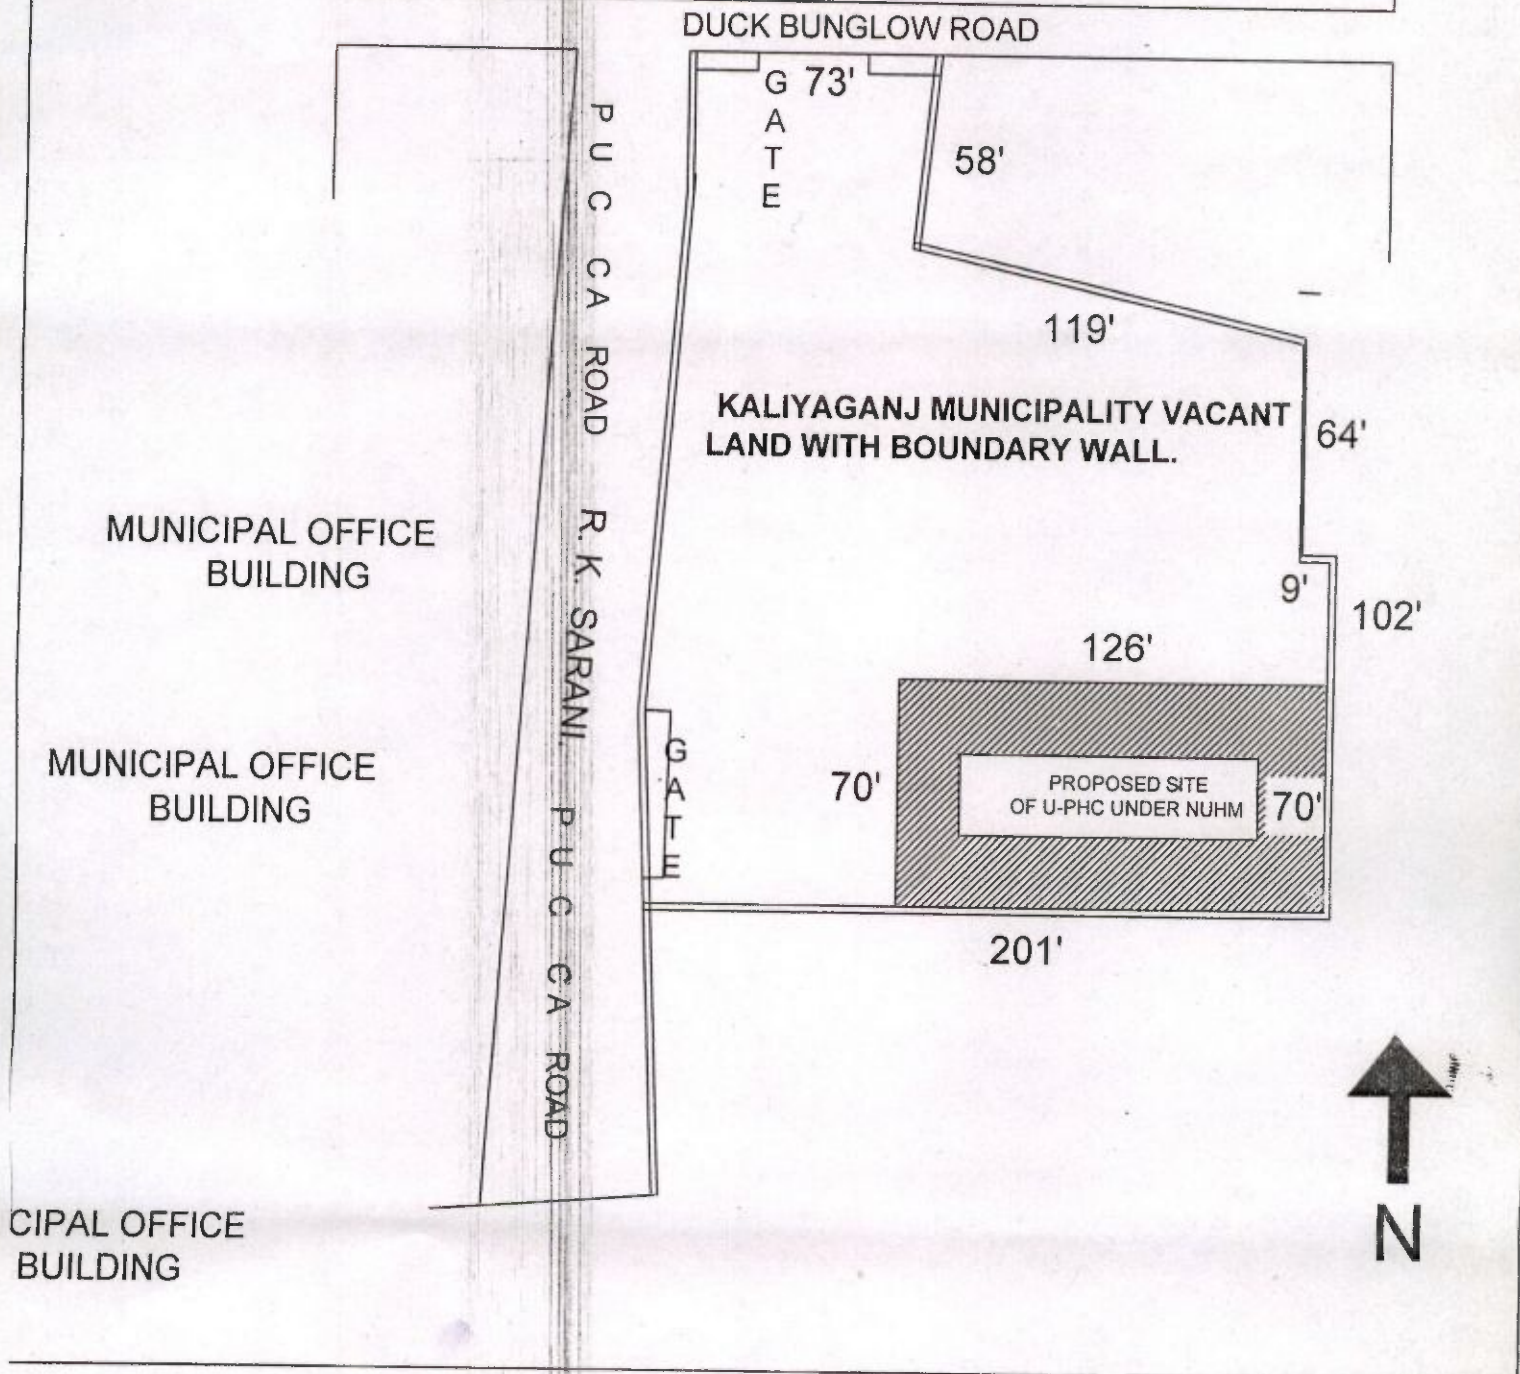 DUCK BUNGLOW ROAD
GATE
73'
58'
119'
PUCCA ROAD R.K. SARANI. PUCCA ROAD
KALIYAGANJ MUNICIPALITY VACANT
LAND WITH BOUNDARY WALL.
64'
MUNICIPAL OFFICE
BUILDING
9'
102'
126'
MUNICIPAL OFFICE
BUILDING
GATE
70'
PROPOSED SITE
OF U-PHC UNDER NUHM
70'
201'
CIPAL OFFICE
BUILDING
N